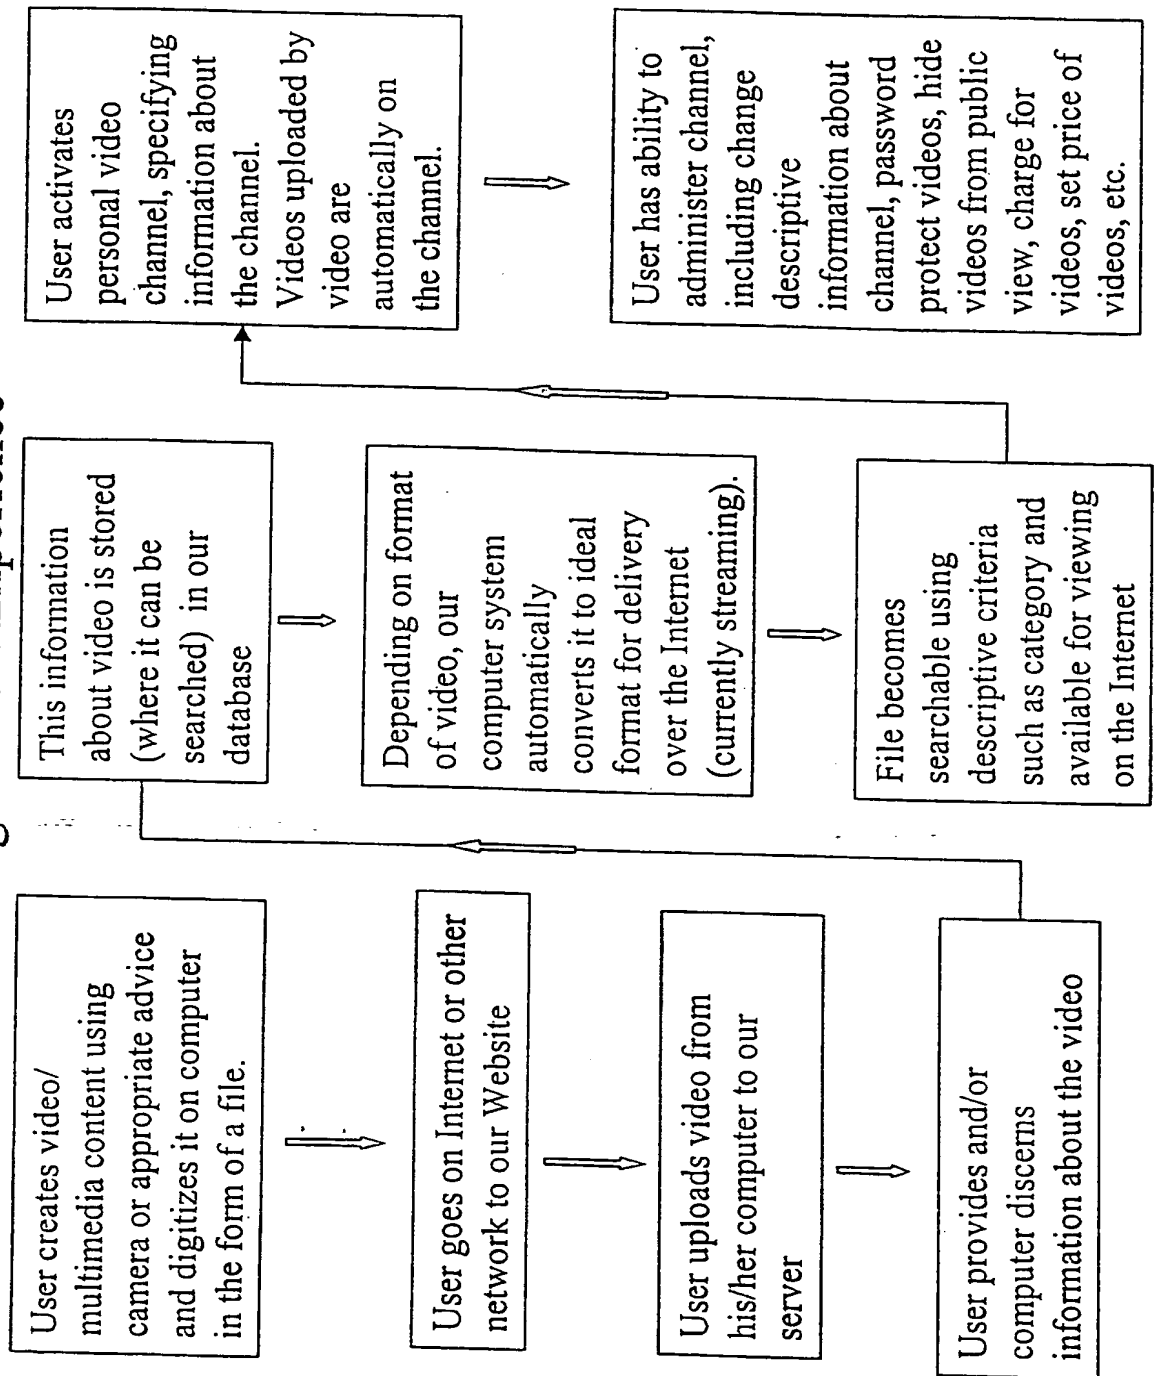 User creates video/
multimedia content using
camera or appropriate advice
and digitizes it on computer
in the form of a file.
User goes on Internet or other
network to our Website
User uploads video from
his/her computer to our
server
User provides and/or
computer discerns
information about the video
This information
about video is stored
(where it can be
searched) in our
database
Depending on format
of video, our
computer system
automatically
converts it to ideal
format for delivery
over the Internet
(currently streaming).
File becomes
searchable using
descriptive criteria
such as category and
available for viewing
on the Internet
User activates
personal video
channel, specifying
information about
the channel.
Videos uploaded by
video are
automatically on
the channel.
User has ability to
administer channel,
including change
descriptive
information about
channel, password
protect videos, hide
videos from public
view, charge for
videos, set price of
videos, etc.